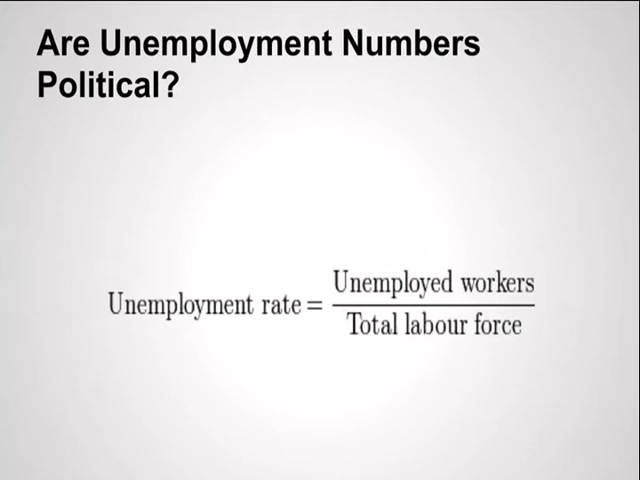 Are Unemployment Numbers
Political?
Unemployment rate = Unemployed workers
Total labour force